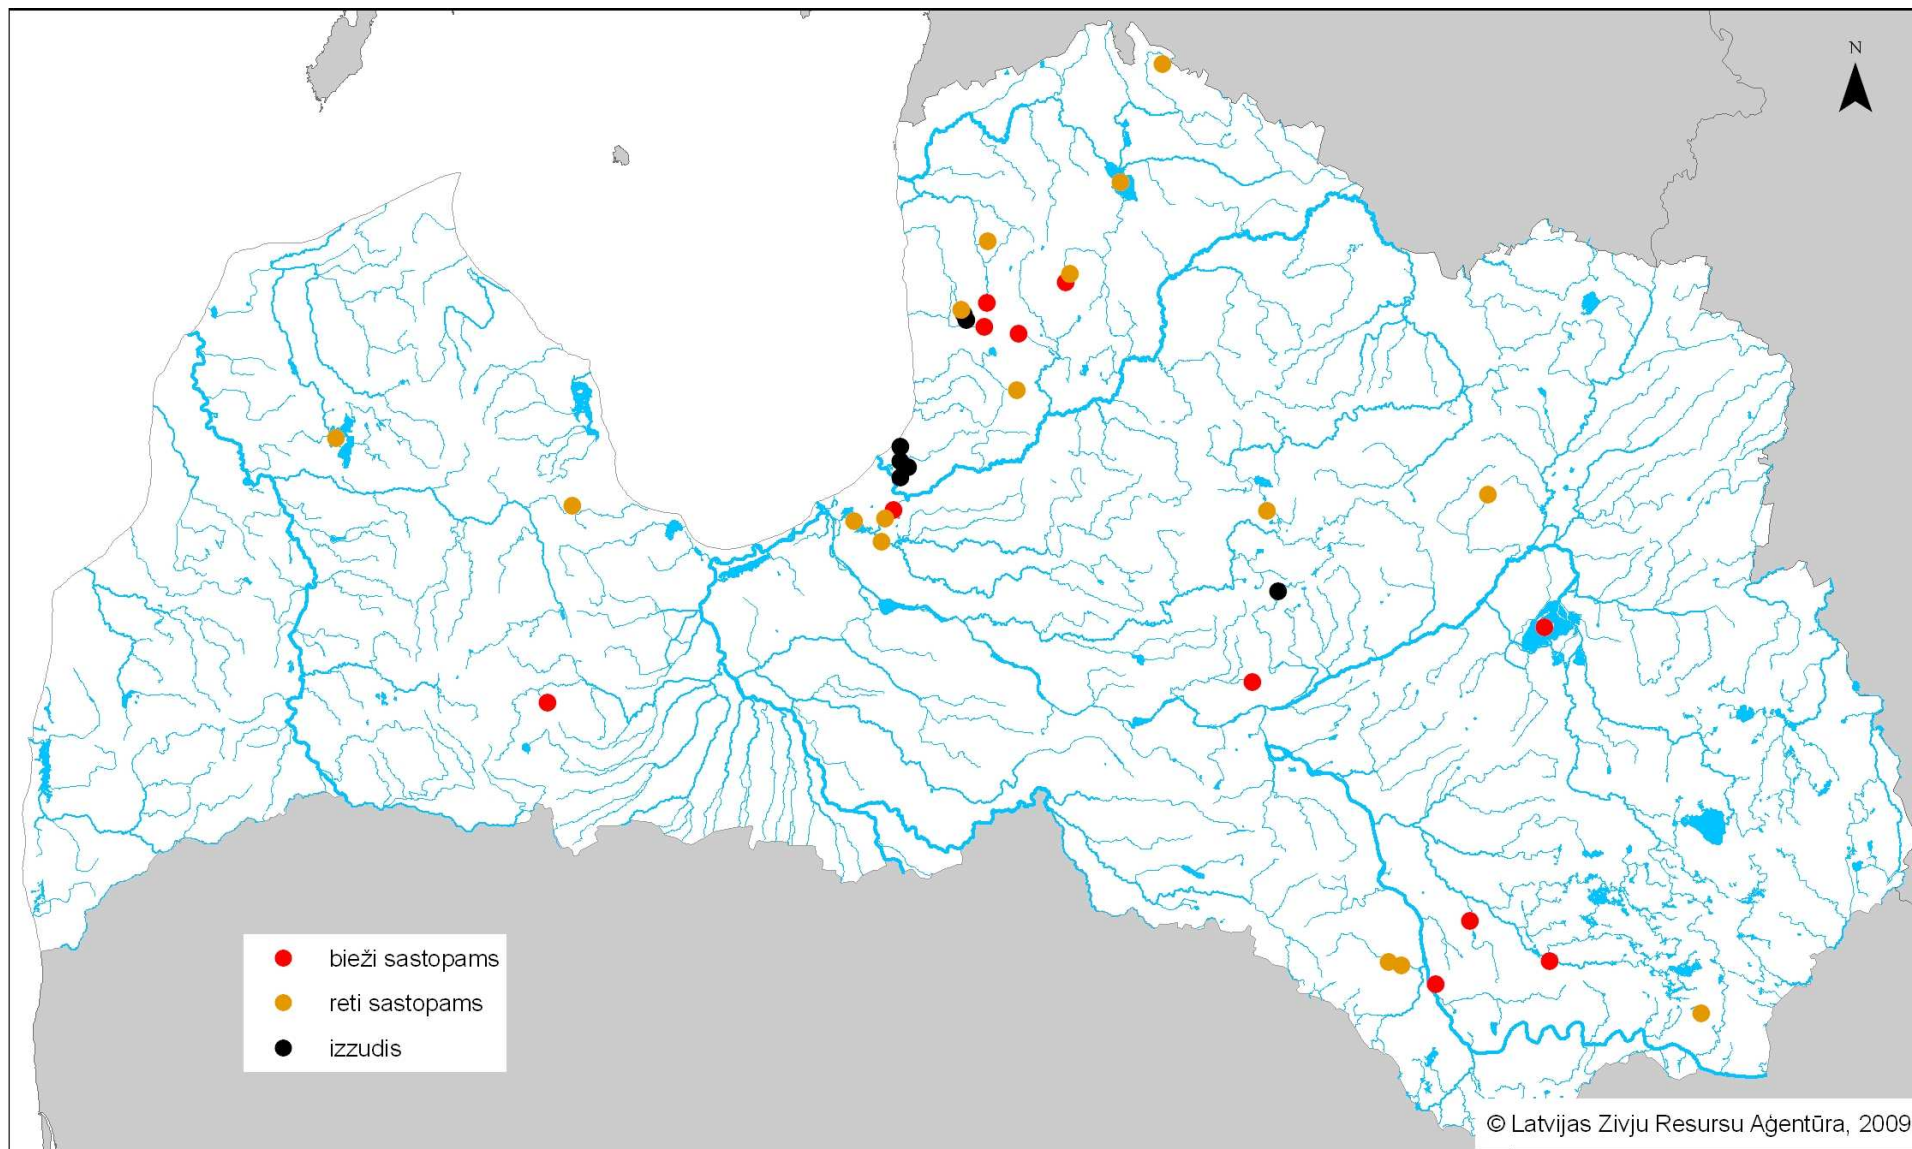 N
bieži sastopams
reti sastopams
izzudis
© Latvijas Zivju Resursu Aģentūra, 2009